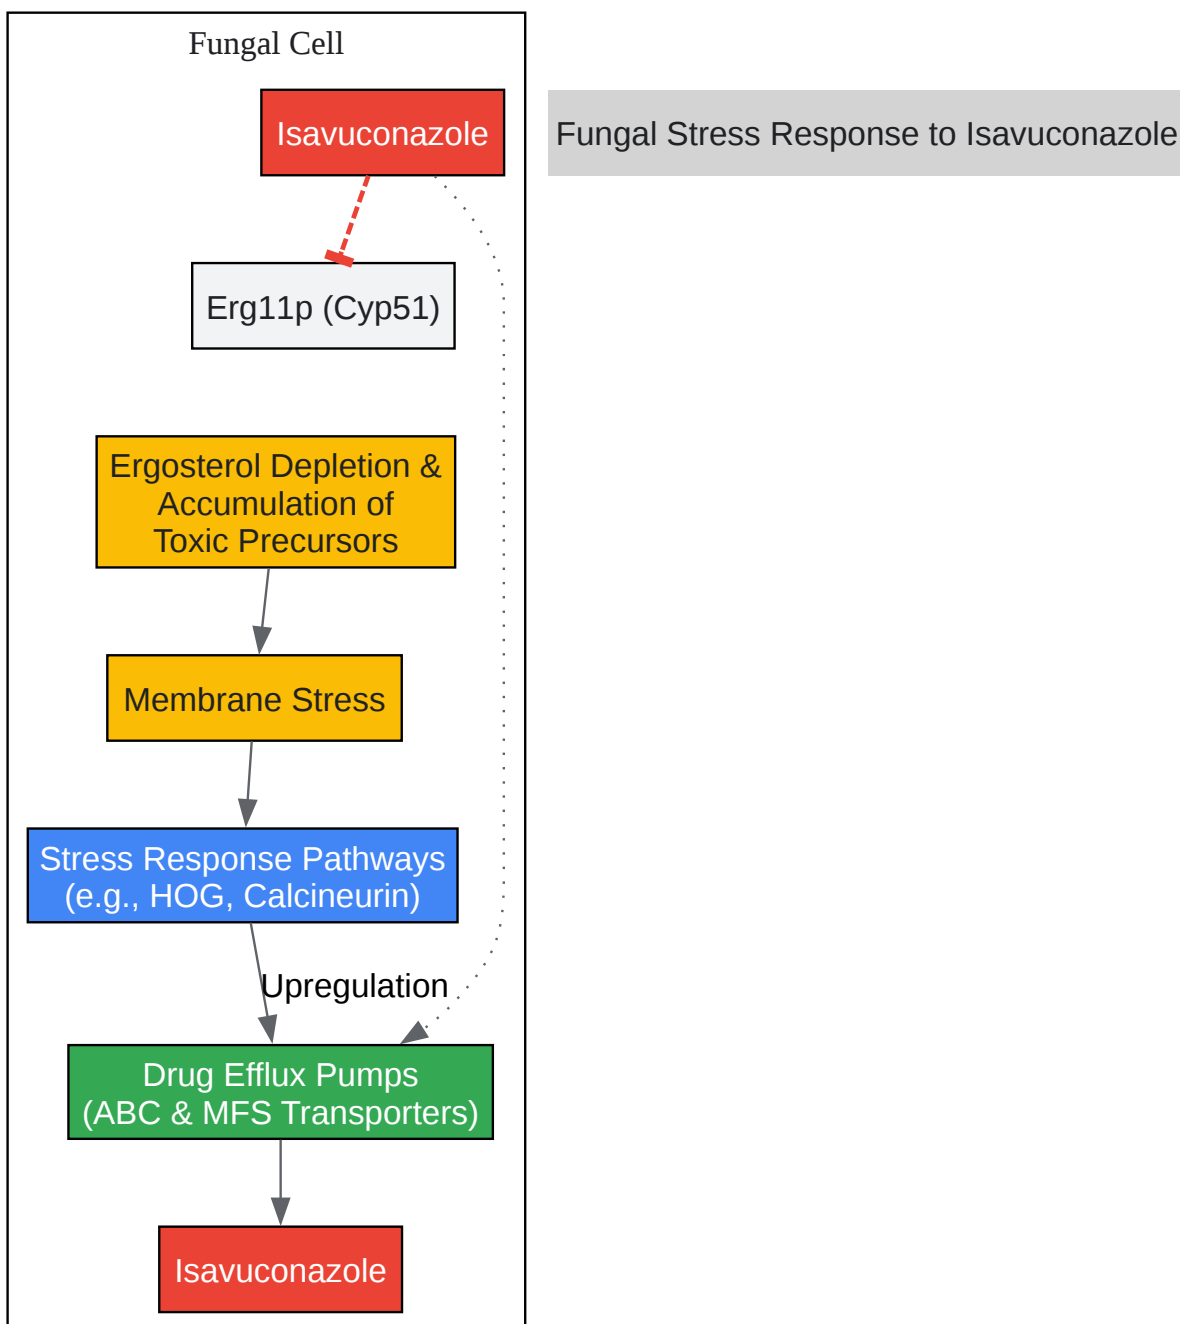 Fungal Cell
Isavuconazole
Fungal Stress Response to Isavuconazole
Erg11p (Cyp51)
Ergosterol Depletion &
Accumulation of
Toxic Precursors
Membrane Stress
Stress Response Pathways
(e.g., HOG, Calcineurin)
Upregulation
Drug Efflux Pumps
(ABC & MFS Transporters)
Isavuconazole